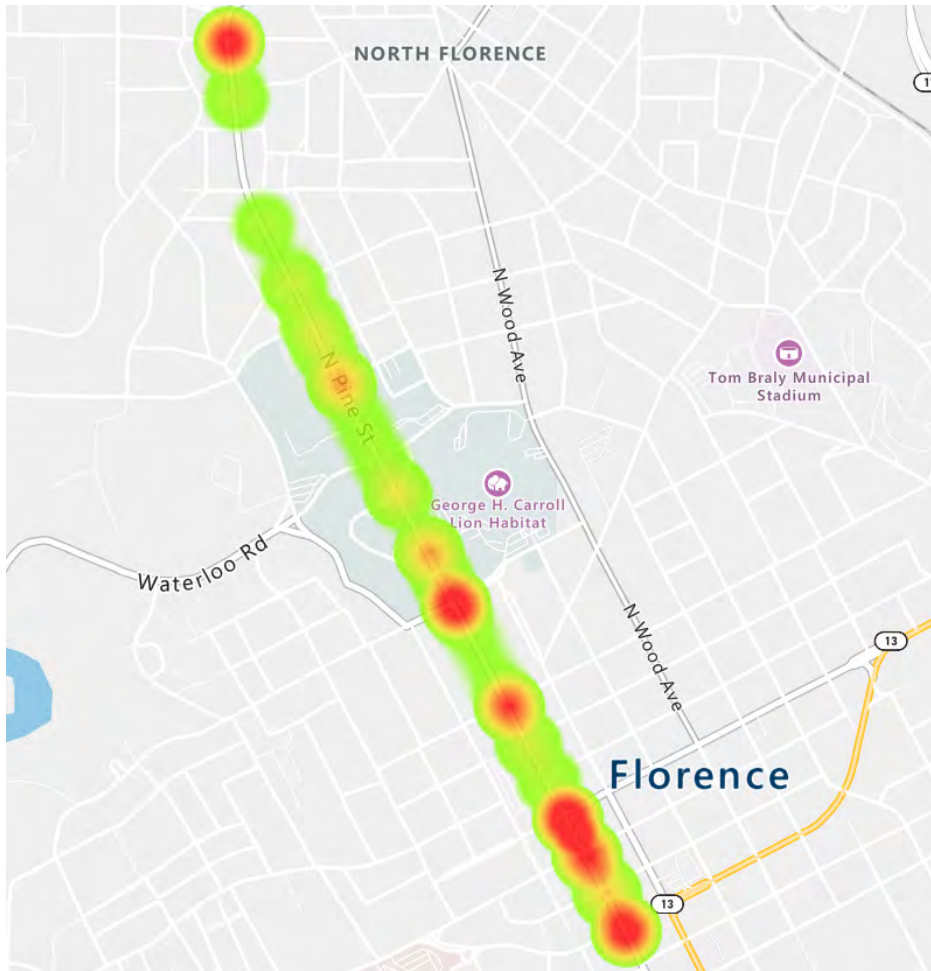 NORTH FLORENCE
1
N Wood Ave
N Pine St
Tom Braly Municipal
Stadium
George H. Carroll
Lion Habitat
Waterloo Rd
N Wood Ave
13
Florence
13